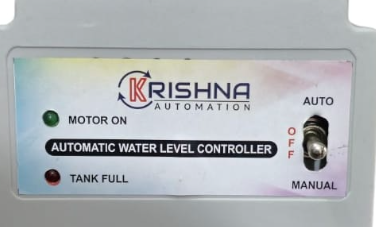 KRISHNA
AUTOMATION
AUTO
MOTOR ON
OFF
AUTOMATIC WATER LEVEL CONTROLLER
TANK FULL
MANUAL